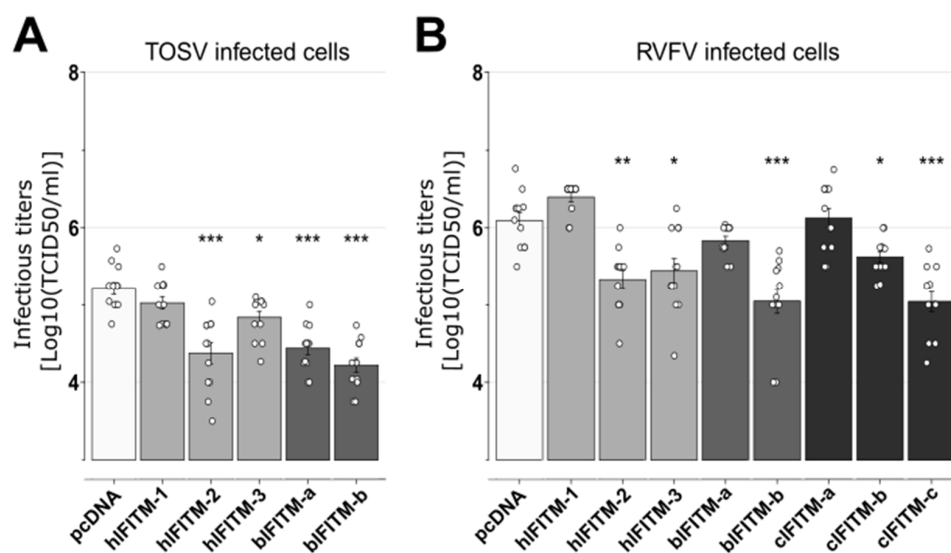 A
TOSV infected cells
Infectious titers
[Log10(TCID50/ml)]
8
6
4
*** * *** ***
pcDNA
hIFITM-1
hIFITM-2
hIFITM-3
bIFITM-a
bIFITM-b
B
RVFV infected cells
Infectious titers
[Log10(TCID50/ml)]
8
6
4
** * *** * ***
pcDNA
hIFITM-1
hIFITM-2
hIFITM-3
bIFITM-a
bIFITM-b
cIFITM-a
cIFITM-b
cIFITM-c